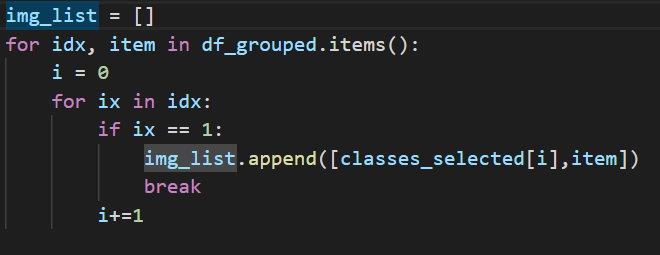 img_list = []
for idx, item in df_grouped.items():
    i = 0
    for ix in idx:
        if ix == 1:
            img_list.append([classes_selected[i],item])
            break
        i+=1